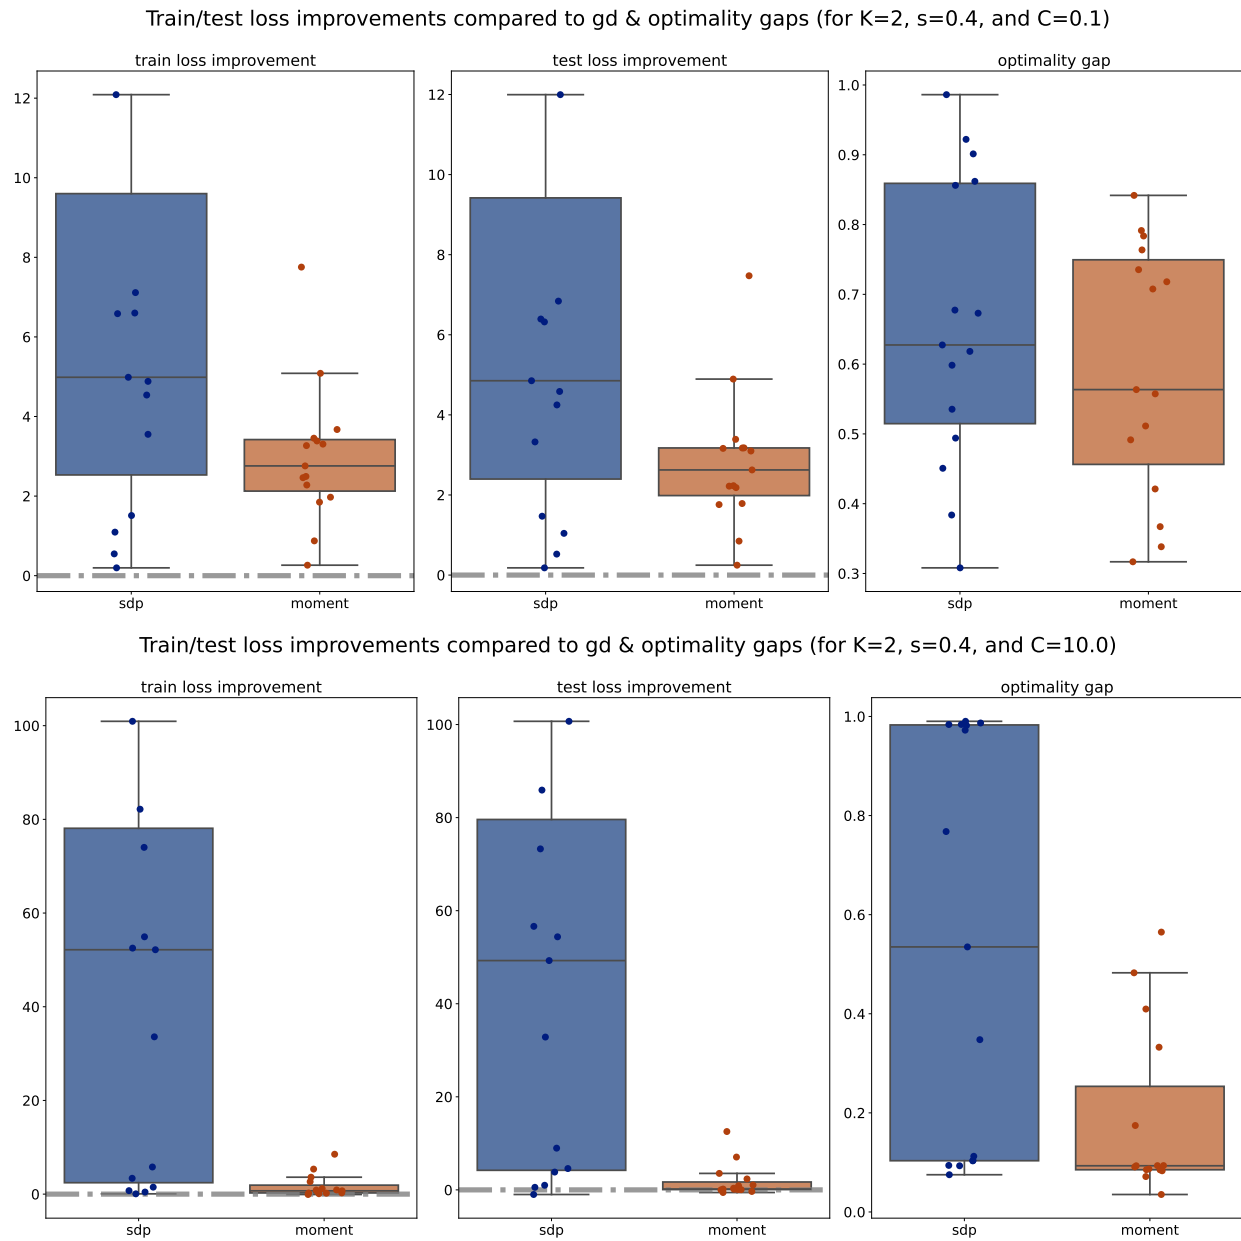 Train/test loss improvements compared to gd & optimality gaps (for K=2, s=0.4, and C=0.1)
train loss improvement
12
10
8
6
4
2
0
sdp moment
test loss improvement
12
10
8
6
4
2
0
sdp moment
optimality gap
1.0
0.9
0.8
0.7
0.6
0.5
0.4
0.3
sdp moment
Train/test loss improvements compared to gd & optimality gaps (for K=2, s=0.4, and C=10.0)
train loss improvement
100
80
60
40
20
0
sdp moment
test loss improvement
100
80
60
40
20
0
sdp moment
optimality gap
1.0
0.8
0.6
0.4
0.2
0.0
sdp moment